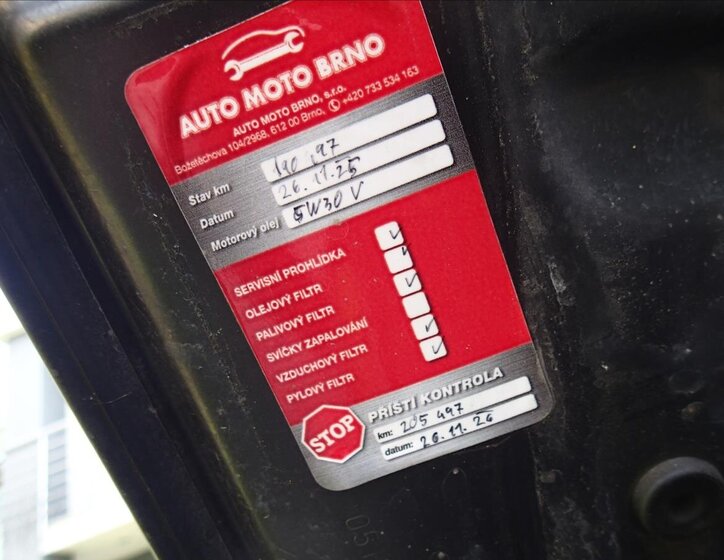 AUTO MOTO BRNO
AUTO MOTO BRNO, s.r.o.
Božetěchova 104/2968, 612 00 Brno, +420 733 534 163
Stav km
Datum 26.11.25
Motorový olej 5W30 V
SERVISNÍ PROHLÍDKA ✓
OLEJOVÝ FILTR ✓
PALIVOVÝ FILTR ✓
SVÍČKY ZAPALOVÁNÍ
VZDUCHOVÝ FILTR ✓
PYLOVÝ FILTR ✓
STOP PŘÍŠTÍ KONTROLA
km: 205 497
datum: 26.11.26